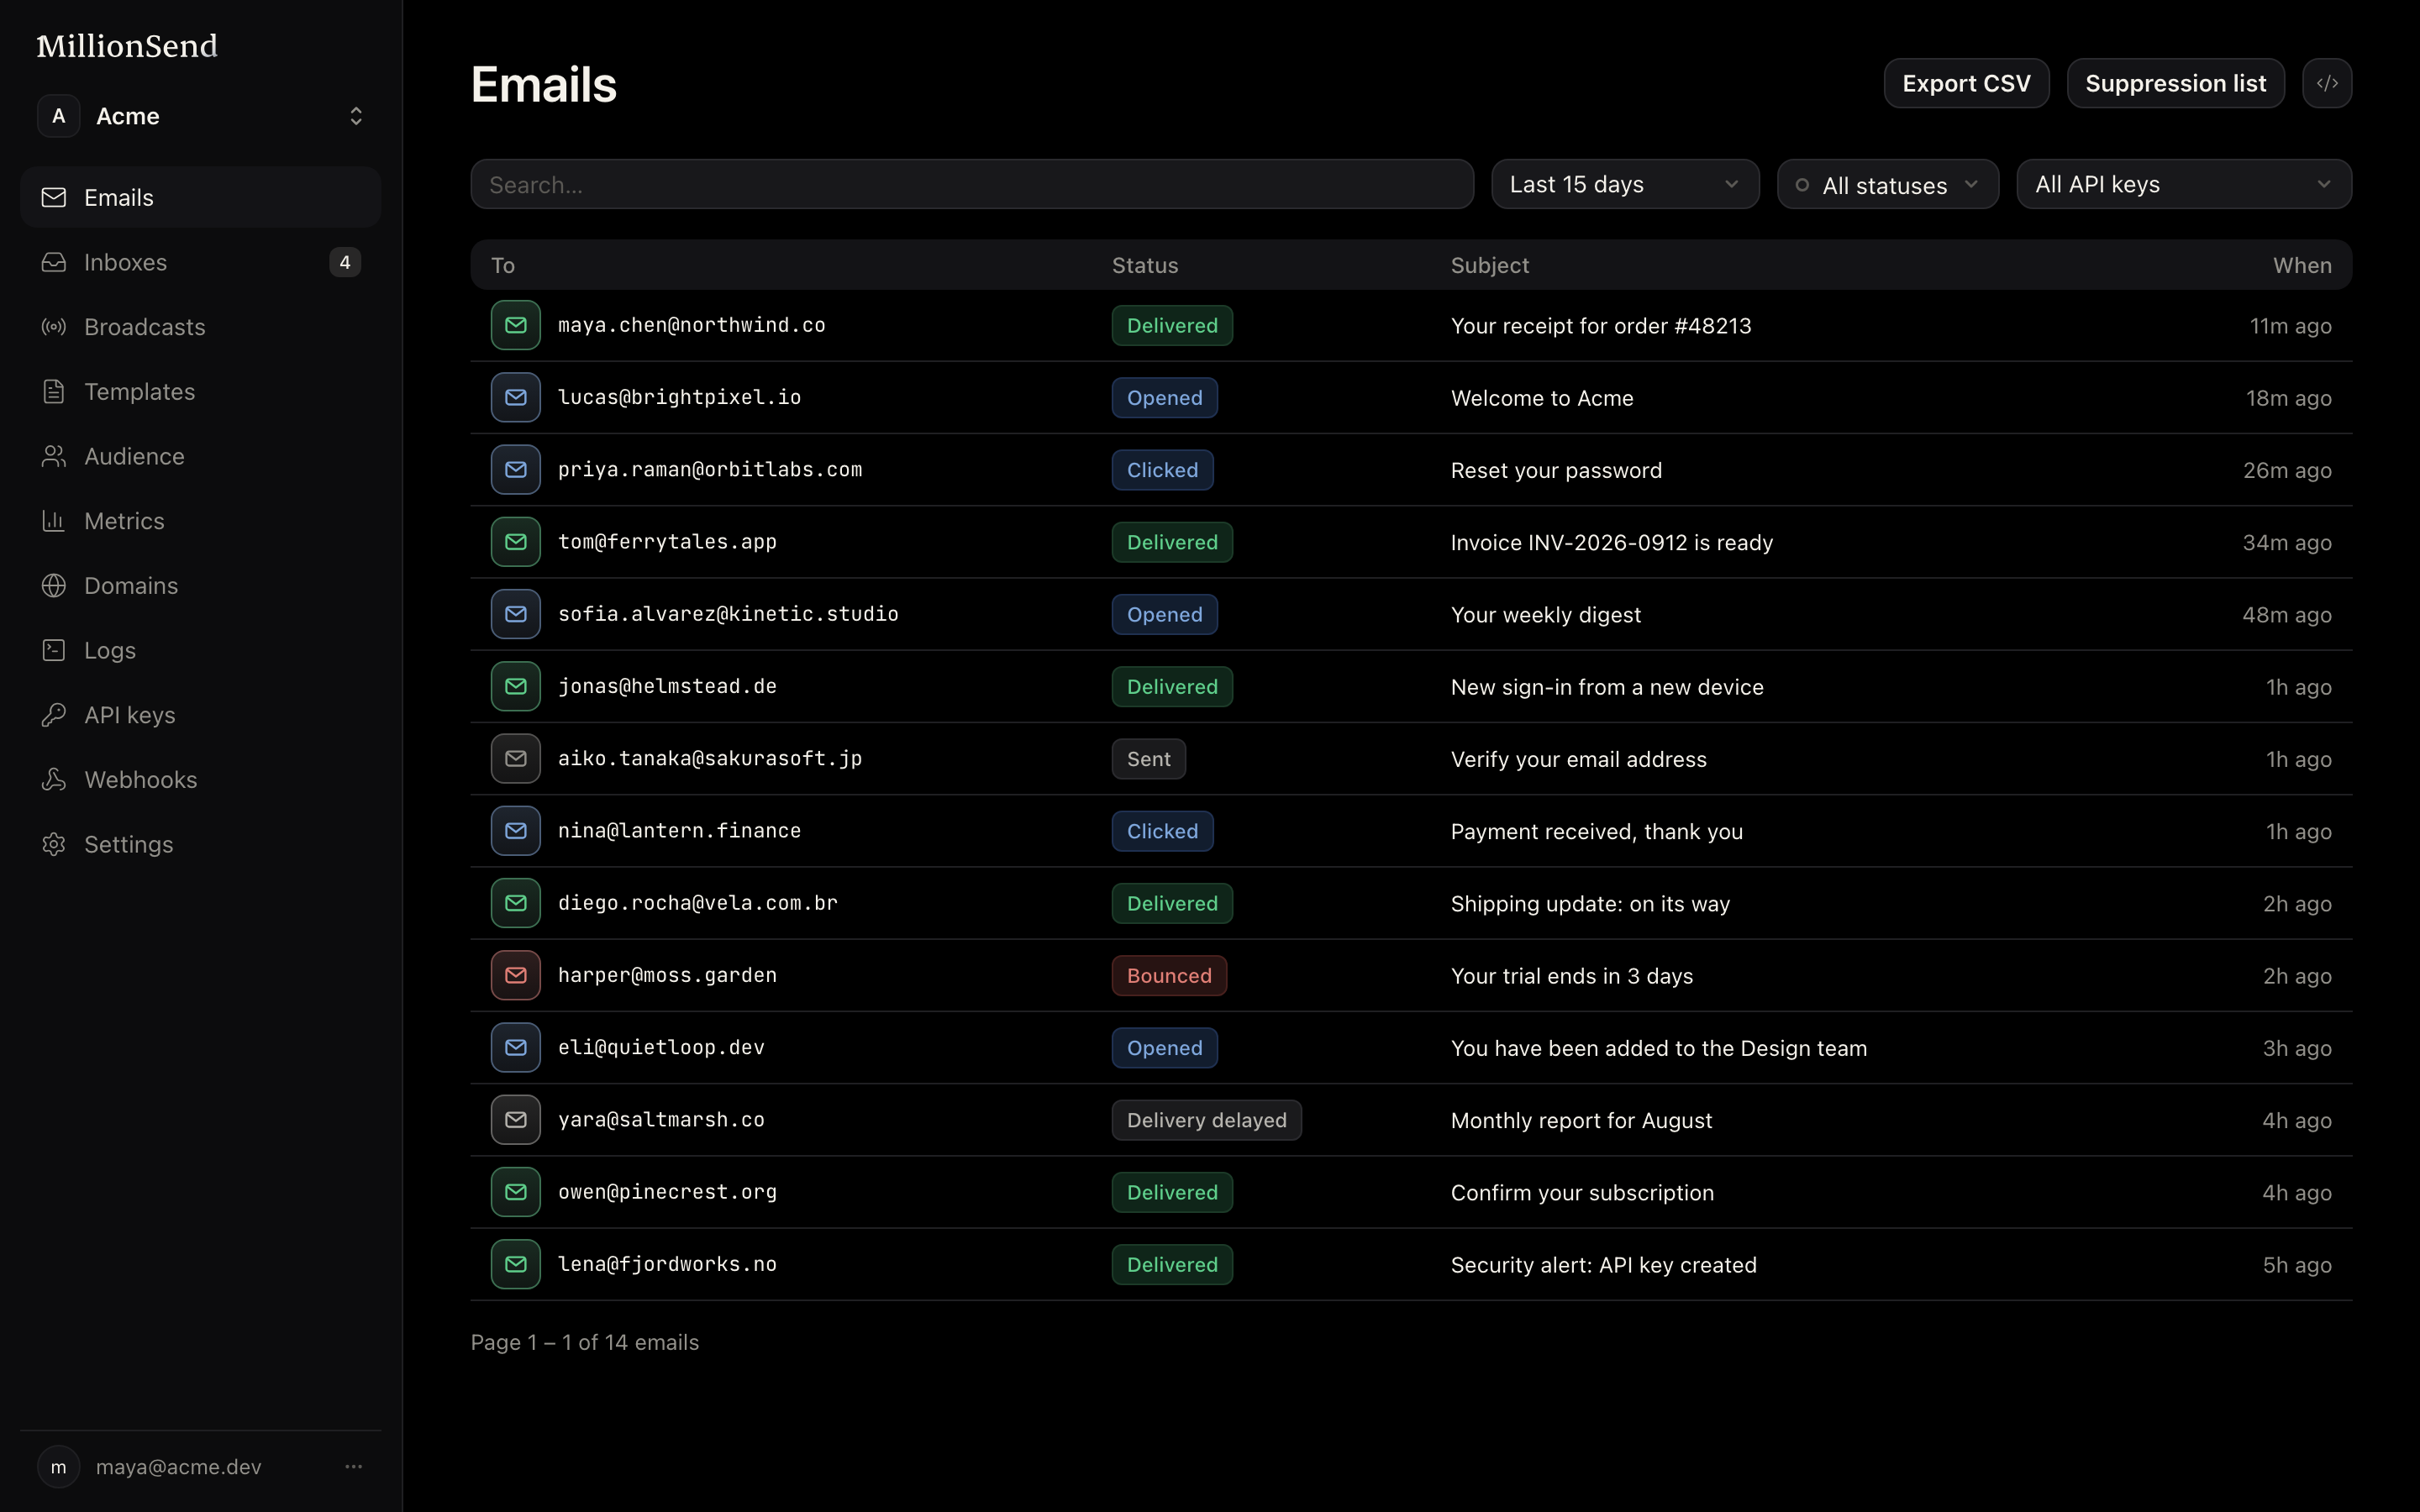 MillionSend
A Acme
Emails
Inboxes 4
Broadcasts
Templates
Audience
Metrics
Domains
Logs
API keys
Webhooks
Settings
m maya@acme.dev
Emails
Export CSV Suppression list </>
Search... Last 15 days All statuses All API keys
To Status Subject When
maya.chen@northwind.co Delivered Your receipt for order #48213 11m ago
lucas@brightpixel.io Opened Welcome to Acme 18m ago
priya.raman@orbitlabs.com Clicked Reset your password 26m ago
tom@ferrytales.app Delivered Invoice INV-2026-0912 is ready 34m ago
sofia.alvarez@kinetic.studio Opened Your weekly digest 48m ago
jonas@helmstead.de Delivered New sign-in from a new device 1h ago
aiko.tanaka@sakurasoft.jp Sent Verify your email address 1h ago
nina@lantern.finance Clicked Payment received, thank you 1h ago
diego.rocha@vela.com.br Delivered Shipping update: on its way 2h ago
harper@moss.garden Bounced Your trial ends in 3 days 2h ago
eli@quietloop.dev Opened You have been added to the Design team 3h ago
yara@saltmarsh.co Delivery delayed Monthly report for August 4h ago
owen@pinecrest.org Delivered Confirm your subscription 4h ago
lena@fjordworks.no Delivered Security alert: API key created 5h ago
Page 1 – 1 of 14 emails